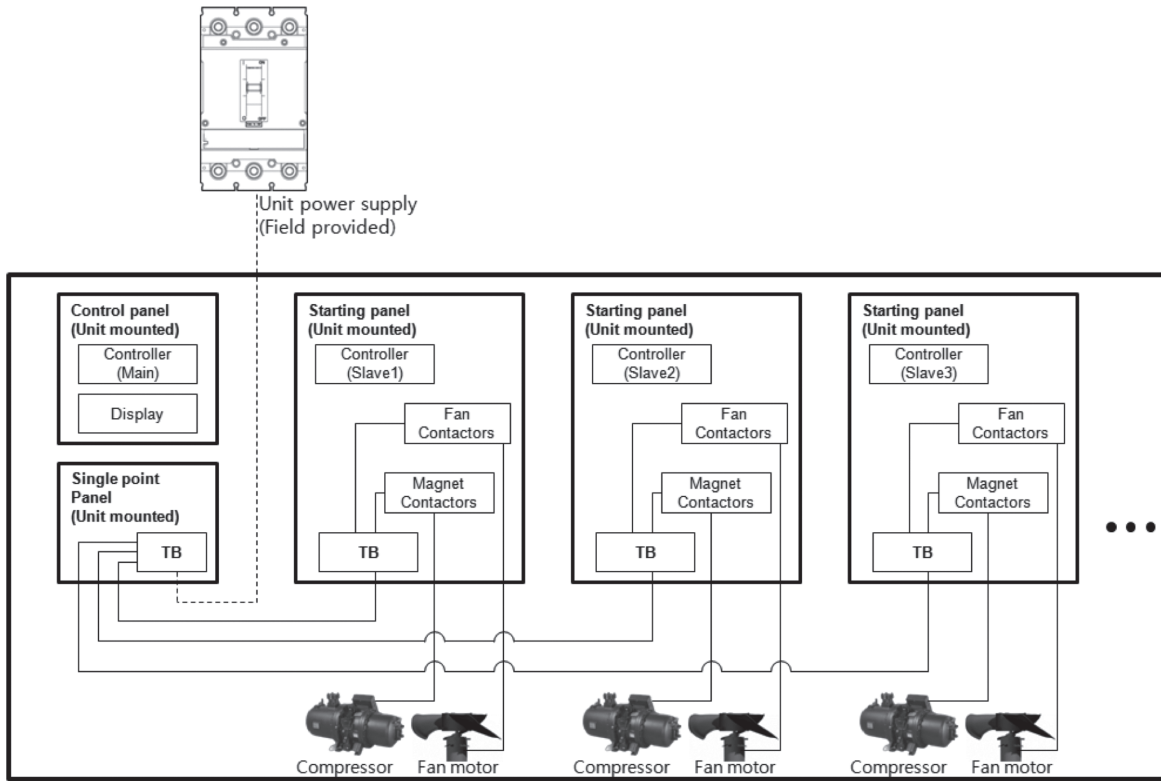 Unit power supply
(Field provided)
Control panel
(Unit mounted)
Controller
(Main)
Display
Single point
Panel
(Unit mounted)
TB
Starting panel
(Unit mounted)
Controller
(Slave1)
Fan
Contactors
Magnet
Contactors
TB
Starting panel
(Unit mounted)
Controller
(Slave2)
Fan
Contactors
Magnet
Contactors
TB
Starting panel
(Unit mounted)
Controller
(Slave3)
Fan
Contactors
Magnet
Contactors
TB
Compressor
Fan motor
Compressor
Fan motor
Compressor
Fan motor